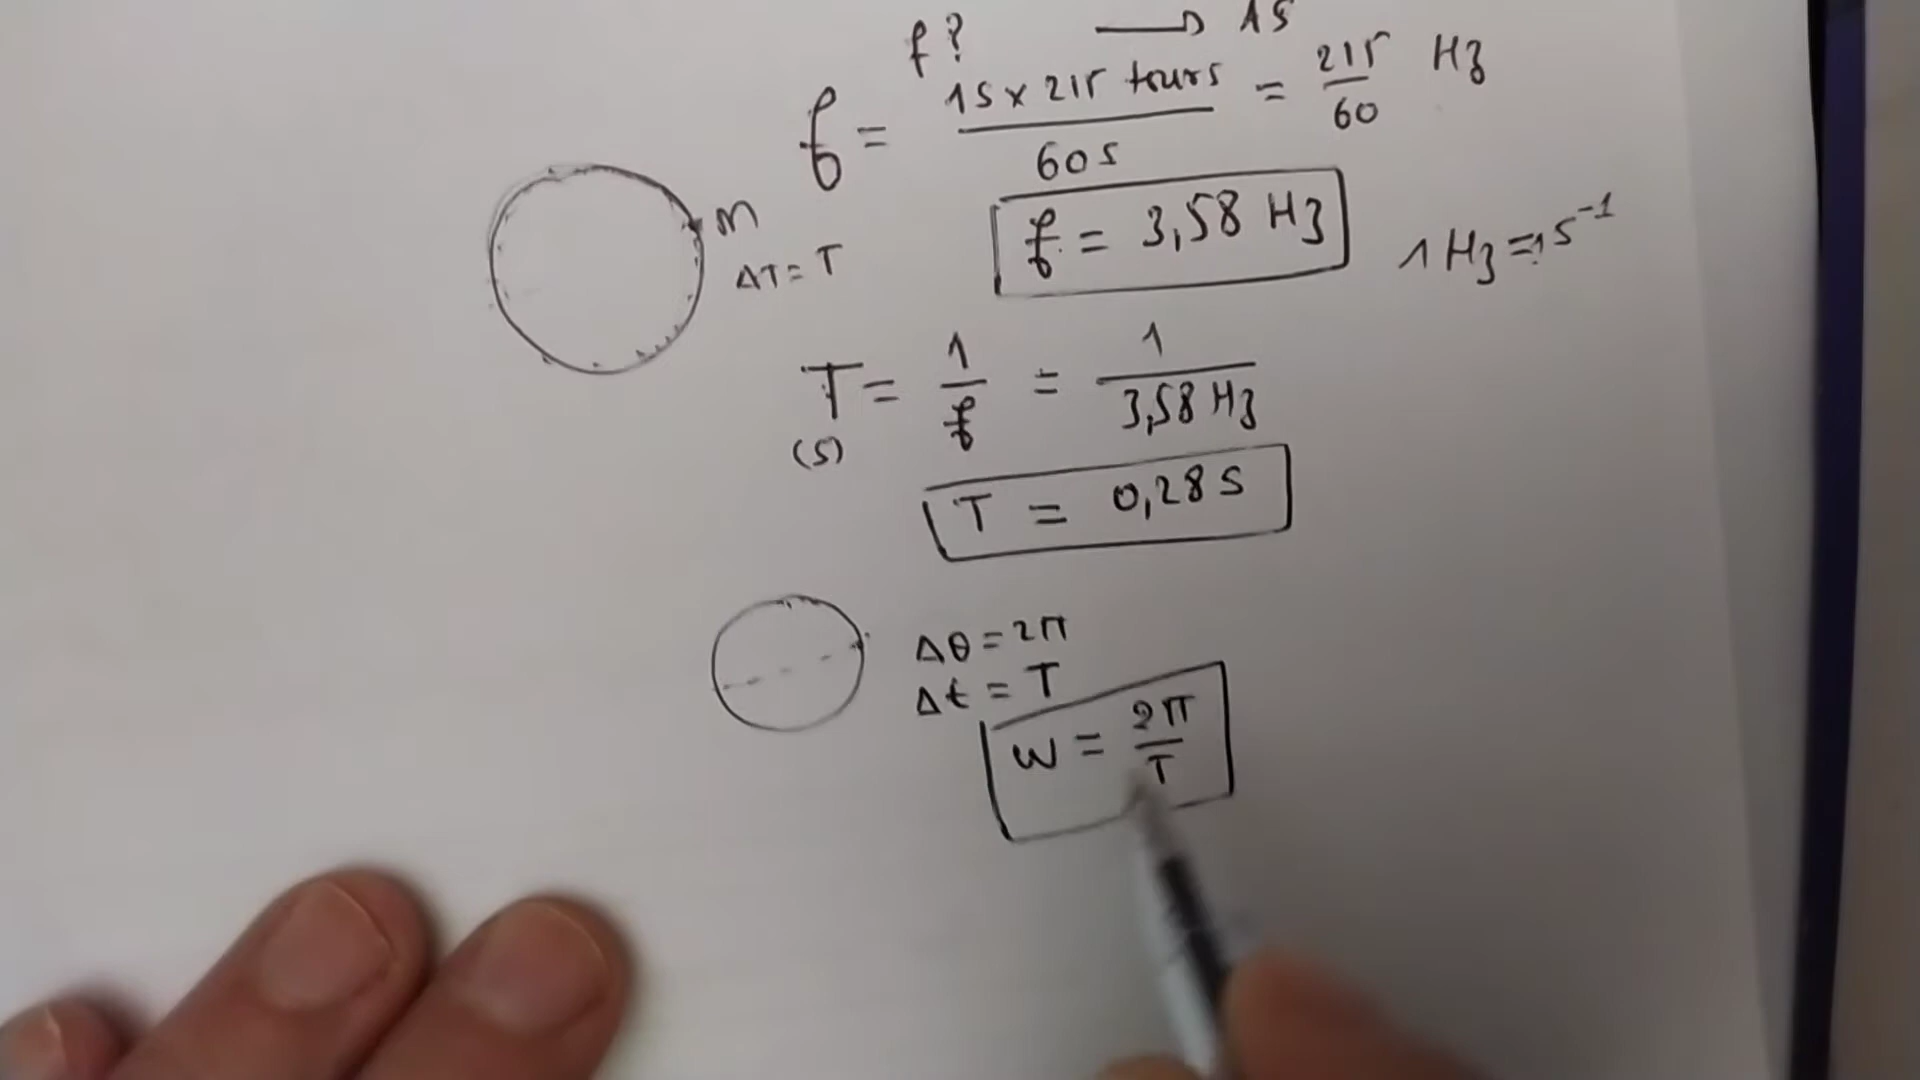 f? → 1s
f = 1s x 215 tours / 60s = 215 / 60 Hz
f = 3,58 Hz
1 Hz = 1s⁻¹
M
ΔT = T
T = 1 / f = 1 / 3,58 Hz
(s)
T = 0,28 s
Δθ = 2π
Δt = T
ω = 2π / T